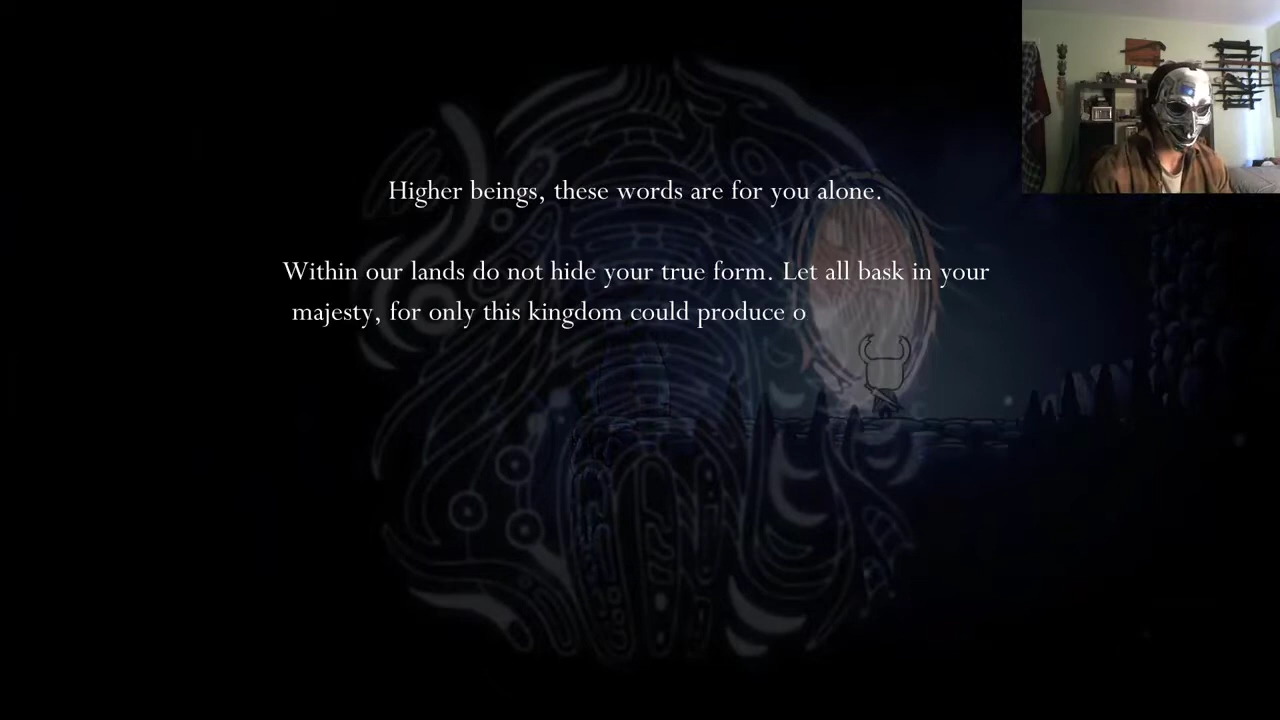 Higher beings, these words are for you alone.
Within our lands do not hide your true form. Let all bask in your
majesty, for only this kingdom could produce o